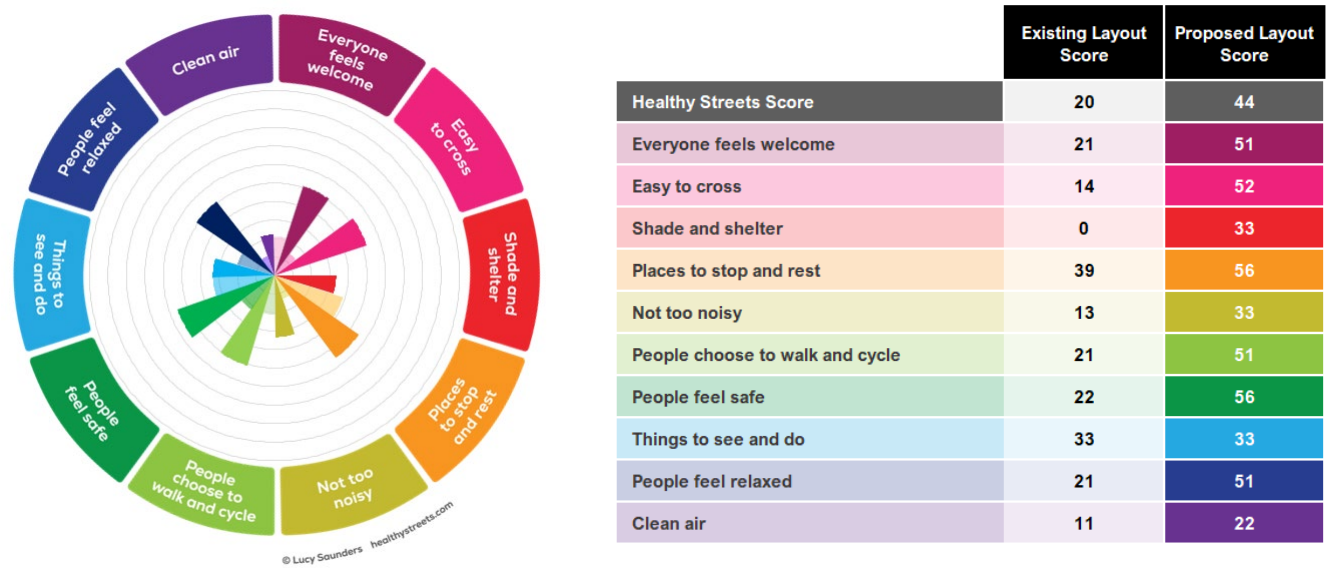 Everyone
feels
welcome
Easy
to cross
Shade and
shelter
Places
to stop
and rest
Not too
noisy
People
choose to
walk and cycle
People
feel safe
Things to
see and do
People feel
relaxed
Clean air
© Lucy Saunders healthystreets.com
Existing Layout Score Proposed Layout Score
Healthy Streets Score 20 44
Everyone feels welcome 21 51
Easy to cross 14 52
Shade and shelter 0 33
Places to stop and rest 39 56
Not too noisy 13 33
People choose to walk and cycle 21 51
People feel safe 22 56
Things to see and do 33 33
People feel relaxed 21 51
Clean air 11 22